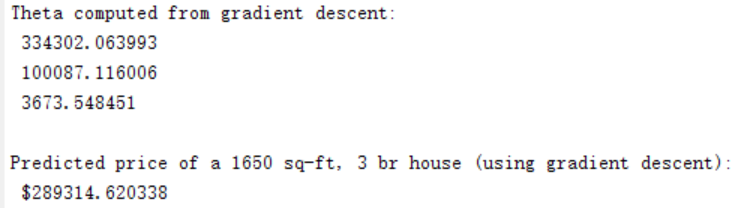 Theta computed from gradient descent:
334302.063993
100087.116006
3673.548451
Predicted price of a 1650 sq-ft, 3 br house (using gradient descent):
$289314.620338